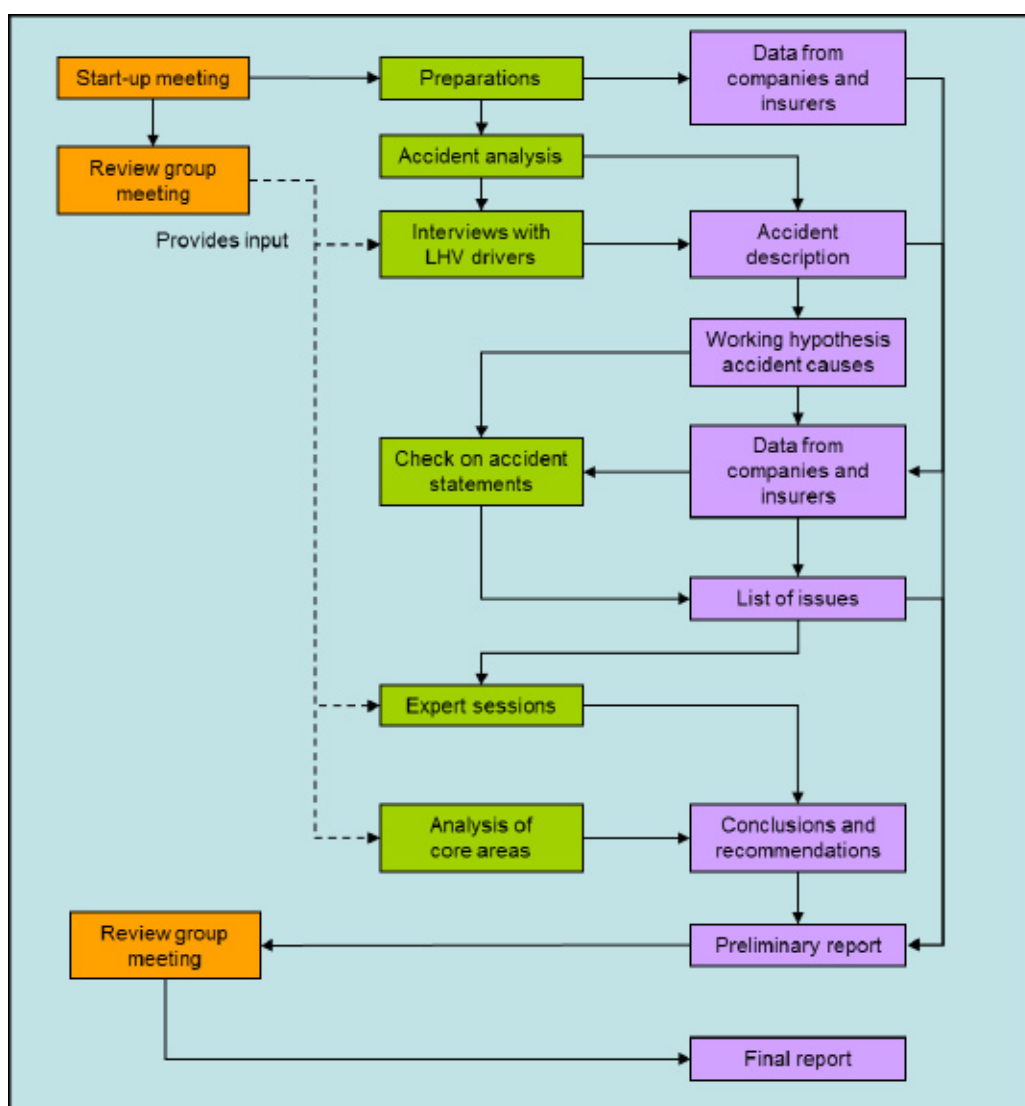 Start-up meeting
Preparations
Data from
companies and
insurers
Review group
meeting
Accident analysis
Provides input
Interviews with
LHV drivers
Accident
description
Working hypothesis
accident causes
Check on accident
statements
Data from
companies and
insurers
List of issues
Expert sessions
Analysis of
core areas
Conclusions and
recommendations
Review group
meeting
Preliminary report
Final report